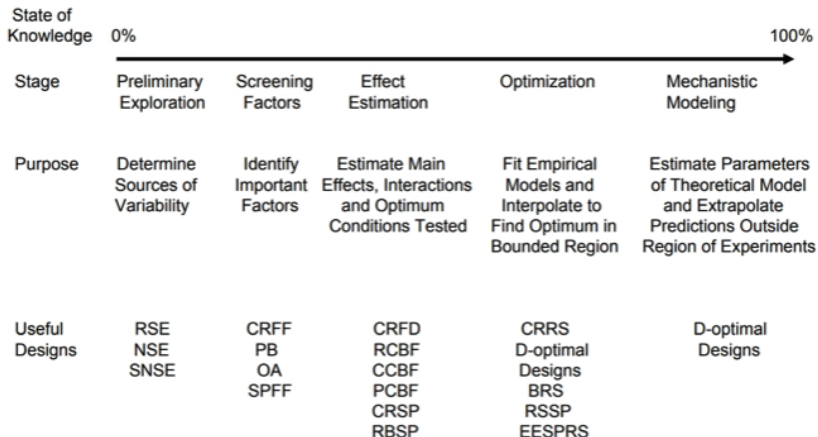 State of
Knowledge 0% 100%
Stage Preliminary Screening Effect Optimization Mechanistic
Exploration Factors Estimation Modeling
Purpose Determine Identify Estimate Main Fit Empirical Estimate Parameters
Sources of Important Effects, Interactions Models and of Theoretical Model
Variability Factors and Optimum Interpolate to and Extrapolate
Conditions Tested Find Optimum in Predictions Outside
Bounded Region Region of Experiments
Useful RSE CRFF CRFD CRRS D-optimal
Designs NSE PB RCBF D-optimal Designs
SNSE OA CCBF Designs
SPFF PCBF BRS
CRSP RSSP
RBSP EESPRS